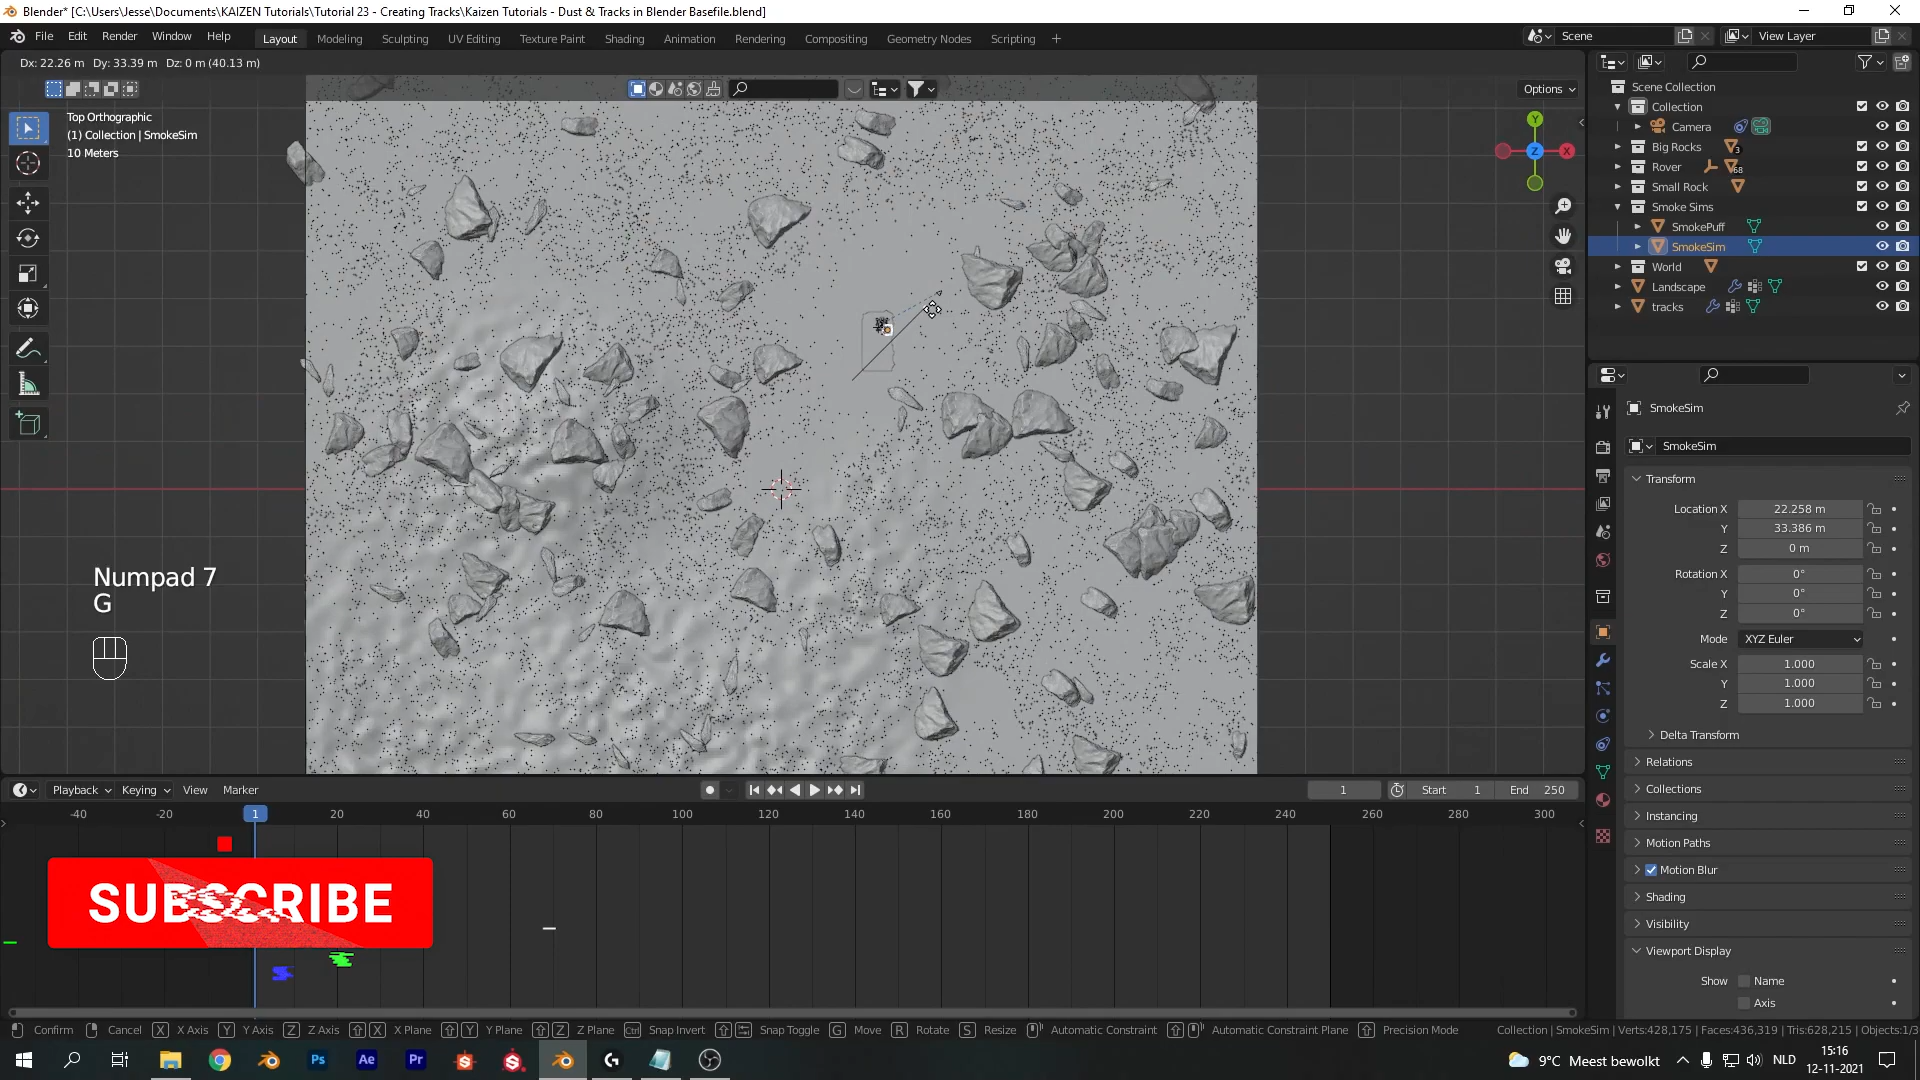 Blender* [C:\Users\Jesse\Documents\KAIZEN Tutorials\Tutorial 23 - Creating Tracks\Kaizen Tutorials - Dust & Tracks in Blender Basefile.blend]
File Edit Render Window Help Layout Modeling Sculpting UV Editing Texture Paint Shading Animation Rendering Compositing Geometry Nodes Scripting + Scene View Layer
Dx: 22.26 m Dy: 33.39 m Dz: 0 m (40.13 m)
Options
Top Orthographic
(1) Collection | SmokeSim
10 Meters
Y
Z
X
Numpad 7
G
Scene Collection
Collection
Camera
Big Rocks 3
Rover 68
Small Rock
Smoke Sims
SmokePuff
SmokeSim
World
Landscape
tracks
SmokeSim
SmokeSim
Transform
Location X 22.258 m
Y 33.386 m
Z 0 m
Rotation X 0°
Y 0°
Z 0°
Mode XYZ Euler
Scale X 1.000
Y 1.000
Z 1.000
Delta Transform
Relations
Collections
Instancing
Motion Paths
Motion Blur
Shading
Visibility
Viewport Display
Show Name
Axis
Playback Keying View Marker 1 Start 1 End 250
-40 -20 1 20 40 60 80 100 120 140 160 180 200 220 240 260 280 300
SUBSCRIBE
Confirm Cancel X X Axis Y Y Axis Z Z Axis X X Plane Y Y Plane Z Z Plane Ctrl Snap Invert Snap Toggle G Move R Rotate S Resize Automatic Constraint Automatic Constraint Plane Precision Mode Collection | SmokeSim | Verts:428,175 | Faces:436,319 | Tris:628,215 | Objects:1/3
Ps Ae Pr 9°C Meest bewolkt NLD 15:16
12-11-2021